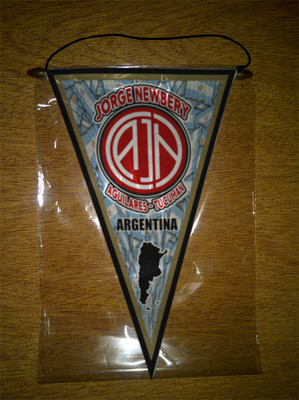 JORGE NEWBERY
AJN
AGUILARES - TUCUMAN
ARGENTINA